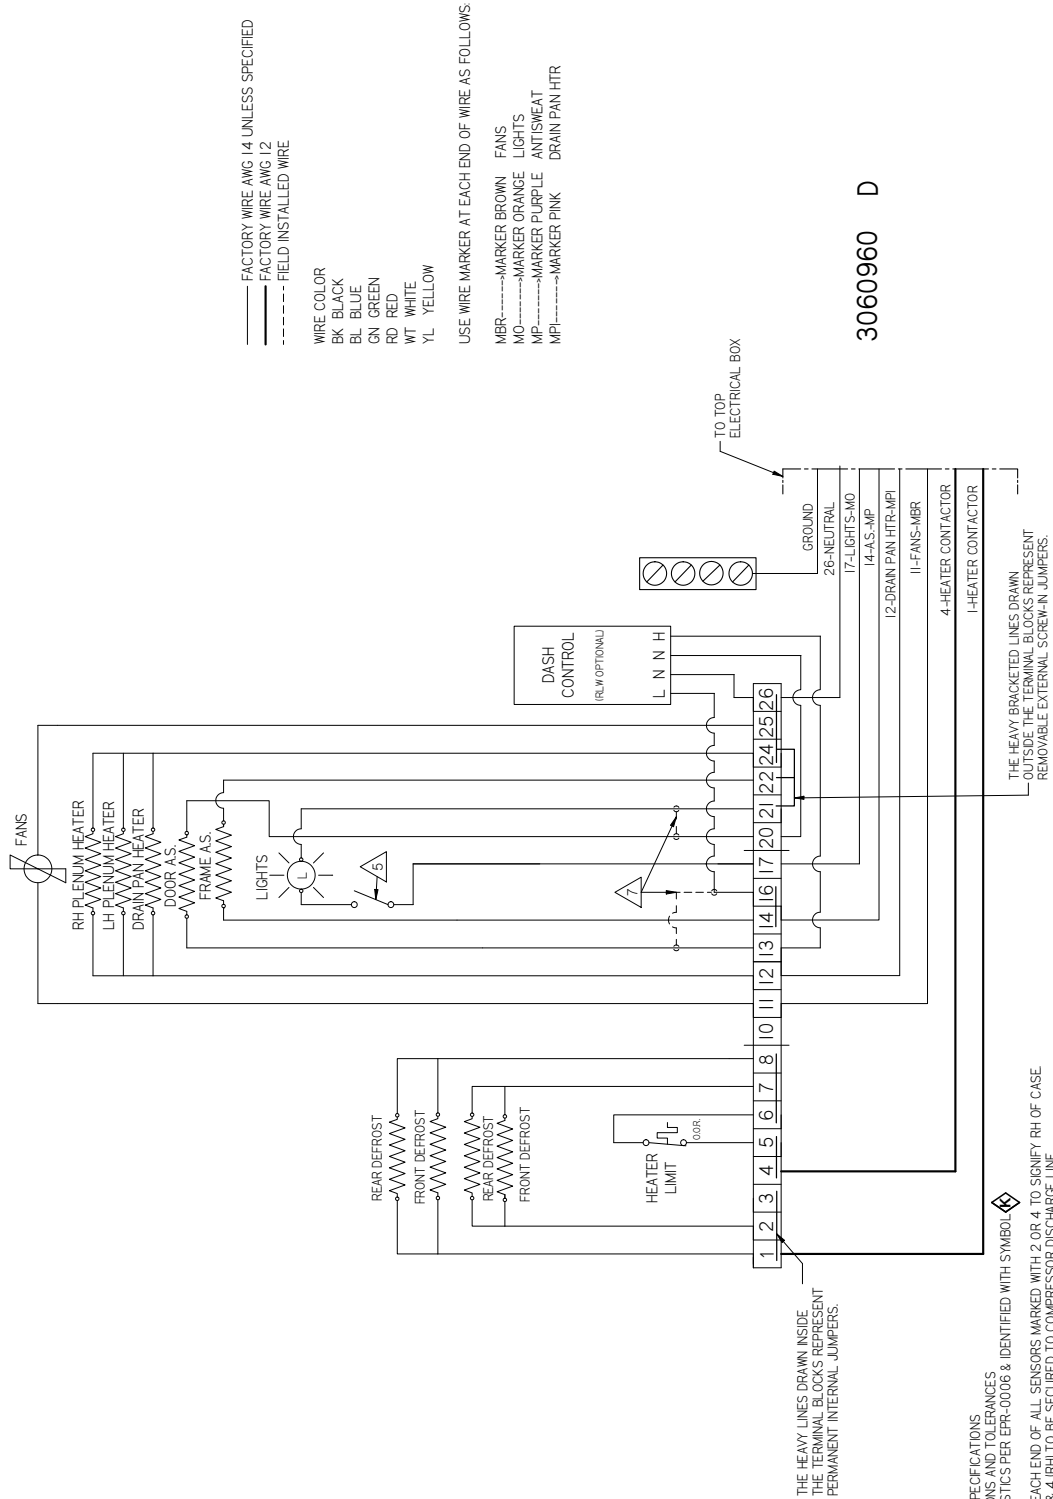 FACTORY WIRE AWG 14 UNLESS SPECIFIED
FACTORY WIRE AWG 12
FIELD INSTALLED WIRE
WIRE COLOR
BK BLACK
BL BLUE
GN GREEN
RD RED
WT WHITE
YL YELLOW
USE WIRE MARKER AT EACH END OF WIRE AS FOLLOWS:
MBR------->MARKER BROWN FANS
MO-------->MARKER ORANGE LIGHTS
MP-------->MARKER PURPLE ANTISWEAT
MPI------->MARKER PINK DRAIN PAN HTR
3060960 D
FANS
RH PLENUM HEATER
LH PLENUM HEATER
DRAIN PAN HEATER
DOOR A.S.
FRAME A.S.
LIGHTS
L
5
7
REAR DEFROST
FRONT DEFROST
REAR DEFROST
FRONT DEFROST
HEATER
LIMIT
O.O.R.
DASH
CONTROL
(RLW OPTIONAL)
L N N H
1 2 3 4 5 6 7 8 10 11 12 13 14 16 17 20 21 22 24 25 26
TO TOP
ELECTRICAL BOX
GROUND
26-NEUTRAL
17-LIGHTS-MO
14-A.S.-MP
12-DRAIN PAN HTR-MPI
11-FANS-MBR
4-HEATER CONTACTOR
1-HEATER CONTACTOR
THE HEAVY BRACKETED LINES DRAWN
OUTSIDE THE TERMINAL BLOCKS REPRESENT
REMOVABLE EXTERNAL SCREW-IN JUMPERS.
THE HEAVY LINES DRAWN INSIDE
THE TERMINAL BLOCKS REPRESENT
PERMANENT INTERNAL JUMPERS.
PECIFICATIONS
NS AND TOLERANCES
STICS PER EPR-0006 & IDENTIFIED WITH SYMBOL K
EACH END OF ALL SENSORS MARKED WITH 2 OR 4 TO SIGNIFY RH OF CASE.
& 4 (RH) TO BE SECURED TO COMPRESSOR DISCHARGE LINE